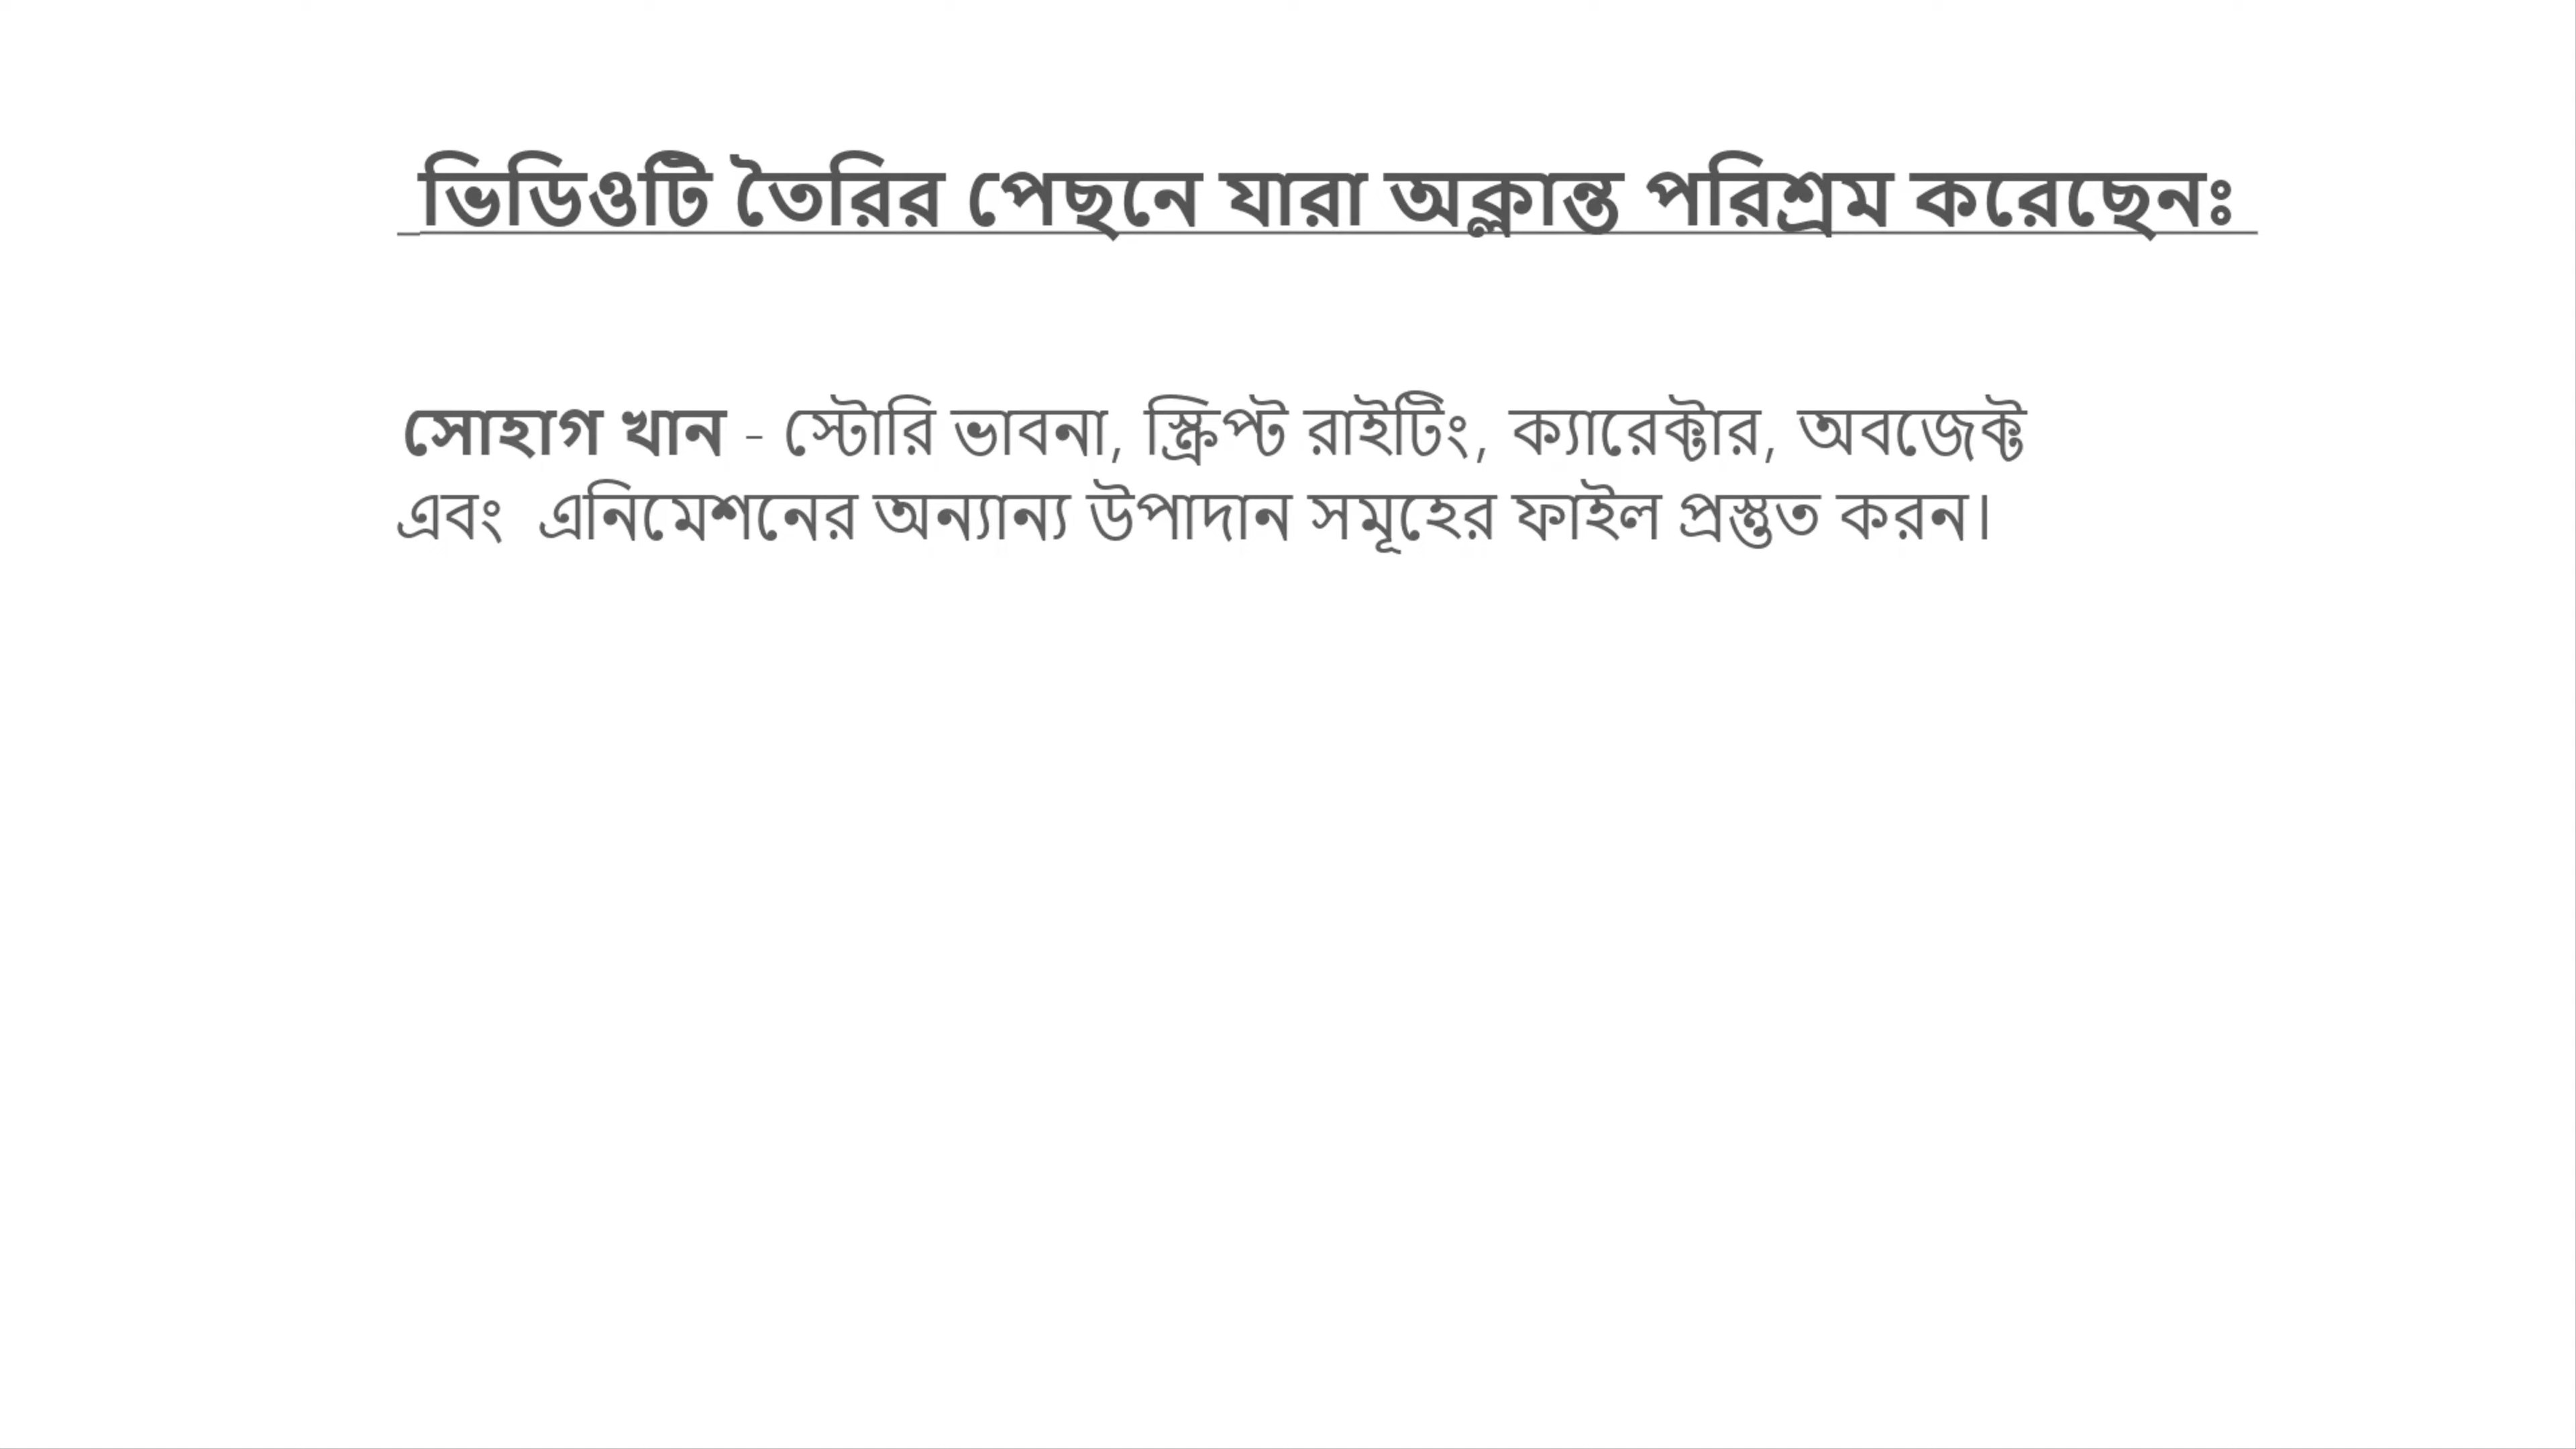 ভিডিওটি তৈরির পেছনে যারা অক্লান্ত পরিশ্রম করেছেনঃ
সোহাগ খান - স্টোরি ভাবনা, স্ক্রিপ্ট রাইটিং, ক্যারেক্টার, অবজেক্ট
এবং এনিমেশনের অন্যান্য উপাদান সমূহের ফাইল প্রস্তুত করন।